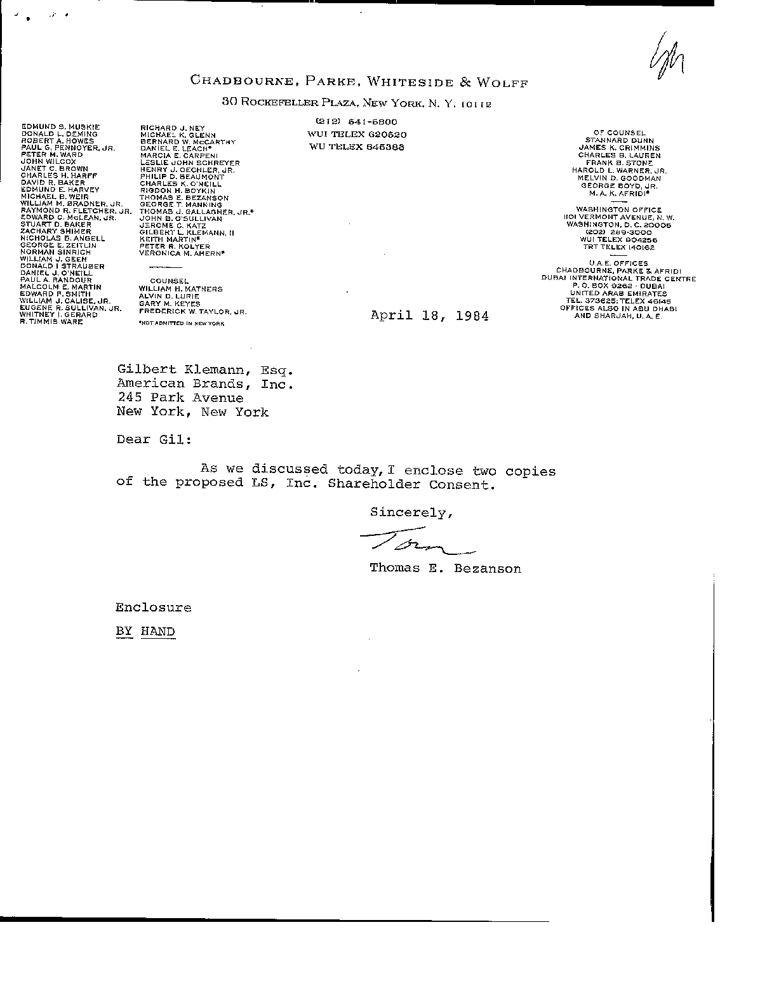 CHADBOURNE, PARKE, WHITESIDE & WOLFF
30 ROCKEFELLER PLAZA, NEW YORK, N. Y. 10112
(212) 541-5800
WUI TELEX 620520
WU TELEX 645383
EDMUND S. MUSKIE
DONALD L. DEMING
ROBERT A. HOWES
PAUL G. PENNOYER, JR.
PETER M. WARD
JOHN WILCOX
JANET C. BROWN
CHARLES H. HARFF
DAVID R. BAKER
EDMUND E. HARVEY
MICHAEL B. WEIR
WILLIAM M. BRADNER, JR.
RAYMOND R. FLETCHER, JR.
EDWARD C. McLEAN, JR.
STUART D. BAKER
ZACHARY SHIMER
NICHOLAS D. ANGELL
GEORGE E. ZEITLIN
NORMAN SINRICH
WILLIAM J. GEEN
DONALD I STRAUBER
DANIEL J. O'NEILL
PAUL A. RANDOUR
MALCOLM E. MARTIN
EDWARD P. SMITH
WILLIAM J. CALISE, JR.
EUGENE R. SULLIVAN, JR.
WHITNEY I. GERARD
R. TIMMIS WARE
RICHARD J. NEY
MICHAEL K. GLENN
BERNARD W. McCARTHY
DANIEL E. LEACH*
MARCIA E. CARPENI
LESLIE JOHN SCHREYER
HENRY J. OECHLER, JR.
PHILIP D. BEAUMONT
CHARLES K. O'NEILL
RIGDON H. BOYKIN
THOMAS E. BEZANSON
GEORGE T. MANNING
THOMAS J. GALLAGHER, JR.*
JOHN B. O'SULLIVAN
JEROME C. KATZ
GILBERT L. KLEMANN, II
KEITH MARTIN*
PETER R. KOLYER
VERONICA M. AHERN*
COUNSEL
WILLIAM H. MATHERS
ALVIN D. LURIE
GARY M. KEYES
FREDERICK W. TAYLOR, JR.
*NOT ADMITTED IN NEW YORK
OF COUNSEL
STANNARD DUNN
JAMES K. CRIMMINS
CHARLES B. LAUREN
FRANK B. STONE
HAROLD L. WARNER, JR.
MELVIN D. GOODMAN
GEORGE BOYD, JR.
M. A. K. AFRIDI*
WASHINGTON OFFICE
1101 VERMONT AVENUE, N. W.
WASHINGTON, D. C. 20005
(202) 289-3000
WUI TELEX 904256
TRT TELEX 140162
U.A.E. OFFICES
CHADBOURNE, PARKE & AFRIDI
DUBAI INTERNATIONAL TRADE CENTRE
P. O. BOX 9262 - DUBAI
UNITED ARAB EMIRATES
TEL. 373625; TELEX 46145
OFFICES ALSO IN ABU DHABI
AND SHARJAH, U. A. E.
April 18, 1984
Gilbert Klemann, Esq.
American Brands, Inc.
245 Park Avenue
New York, New York
Dear Gil:
As we discussed today, I enclose two copies
of the proposed LS, Inc. Shareholder Consent.
Sincerely,
Tom
Thomas E. Bezanson
Enclosure
BY HAND